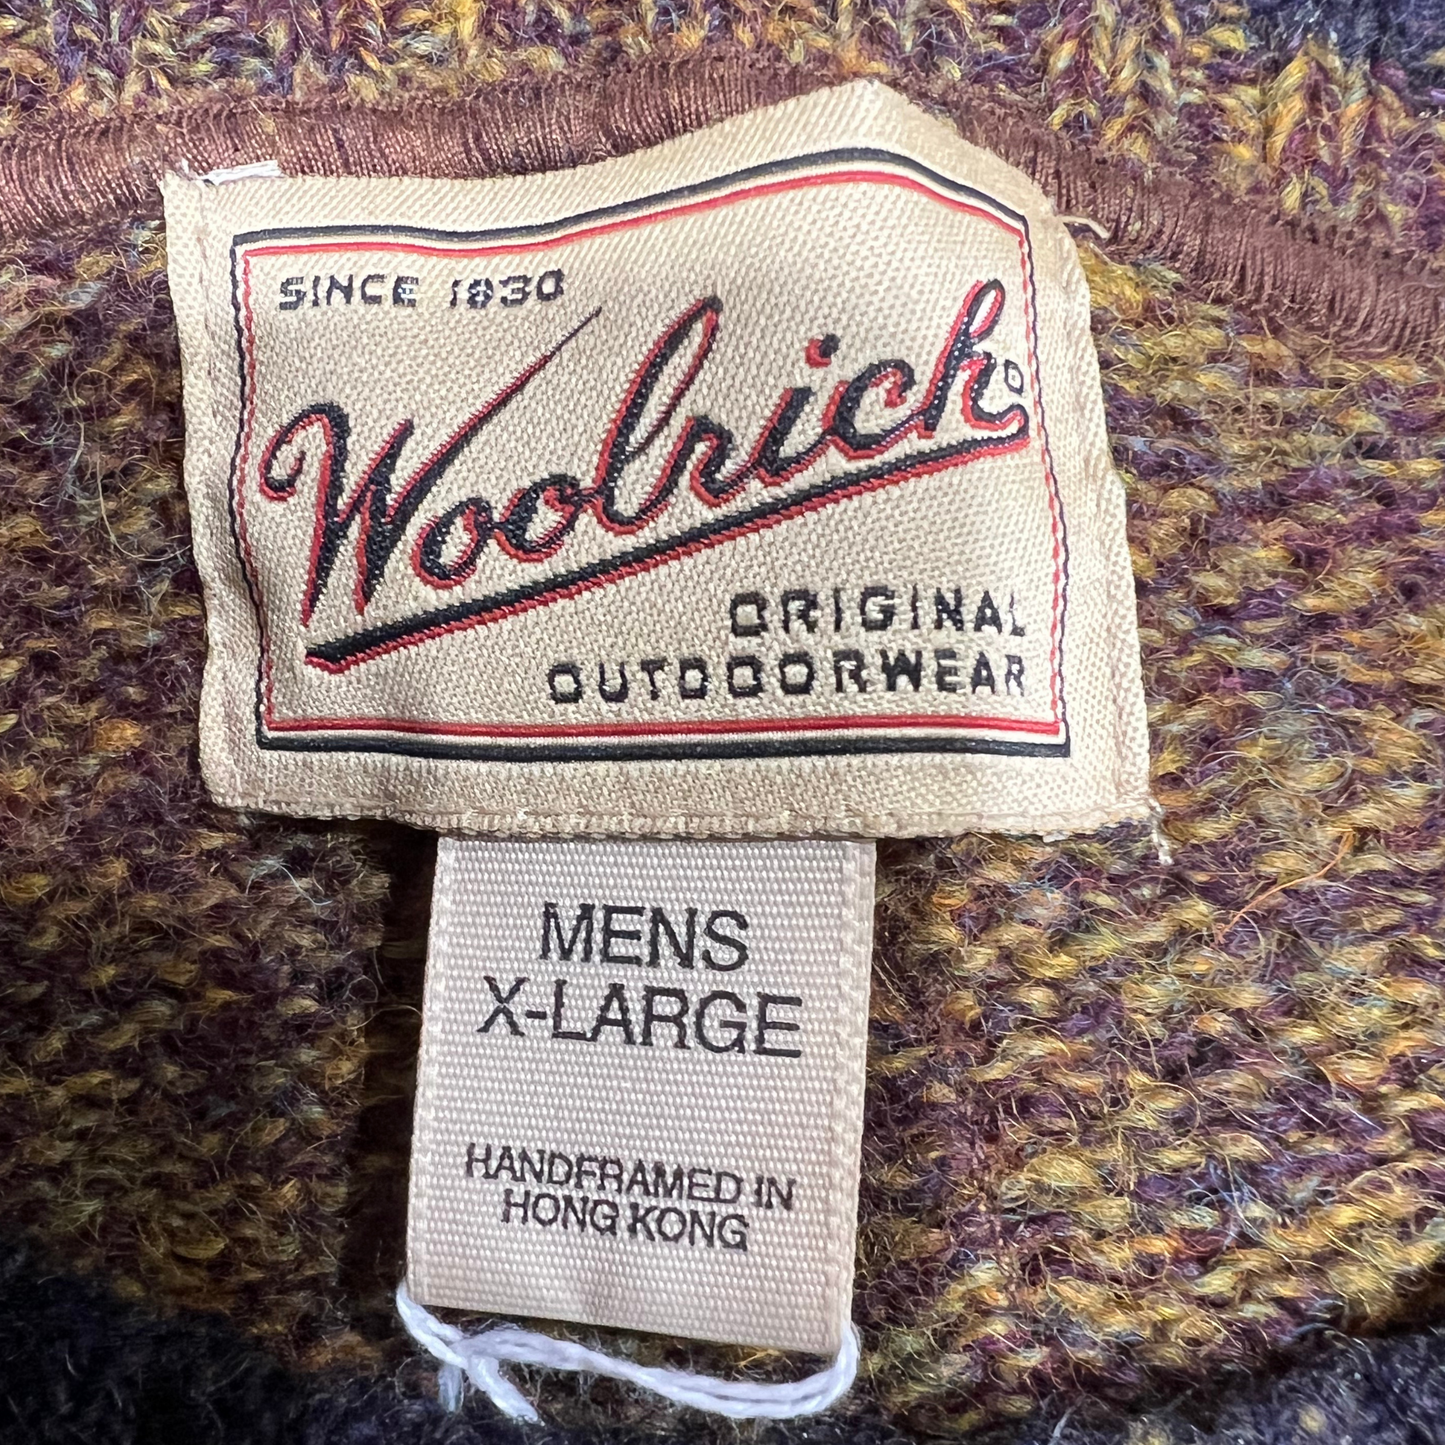 SINCE 1830
Woolrich®
ORIGINAL
OUTDOORWEAR
MENS
X-LARGE
HANDFRAMED IN
HONG KONG